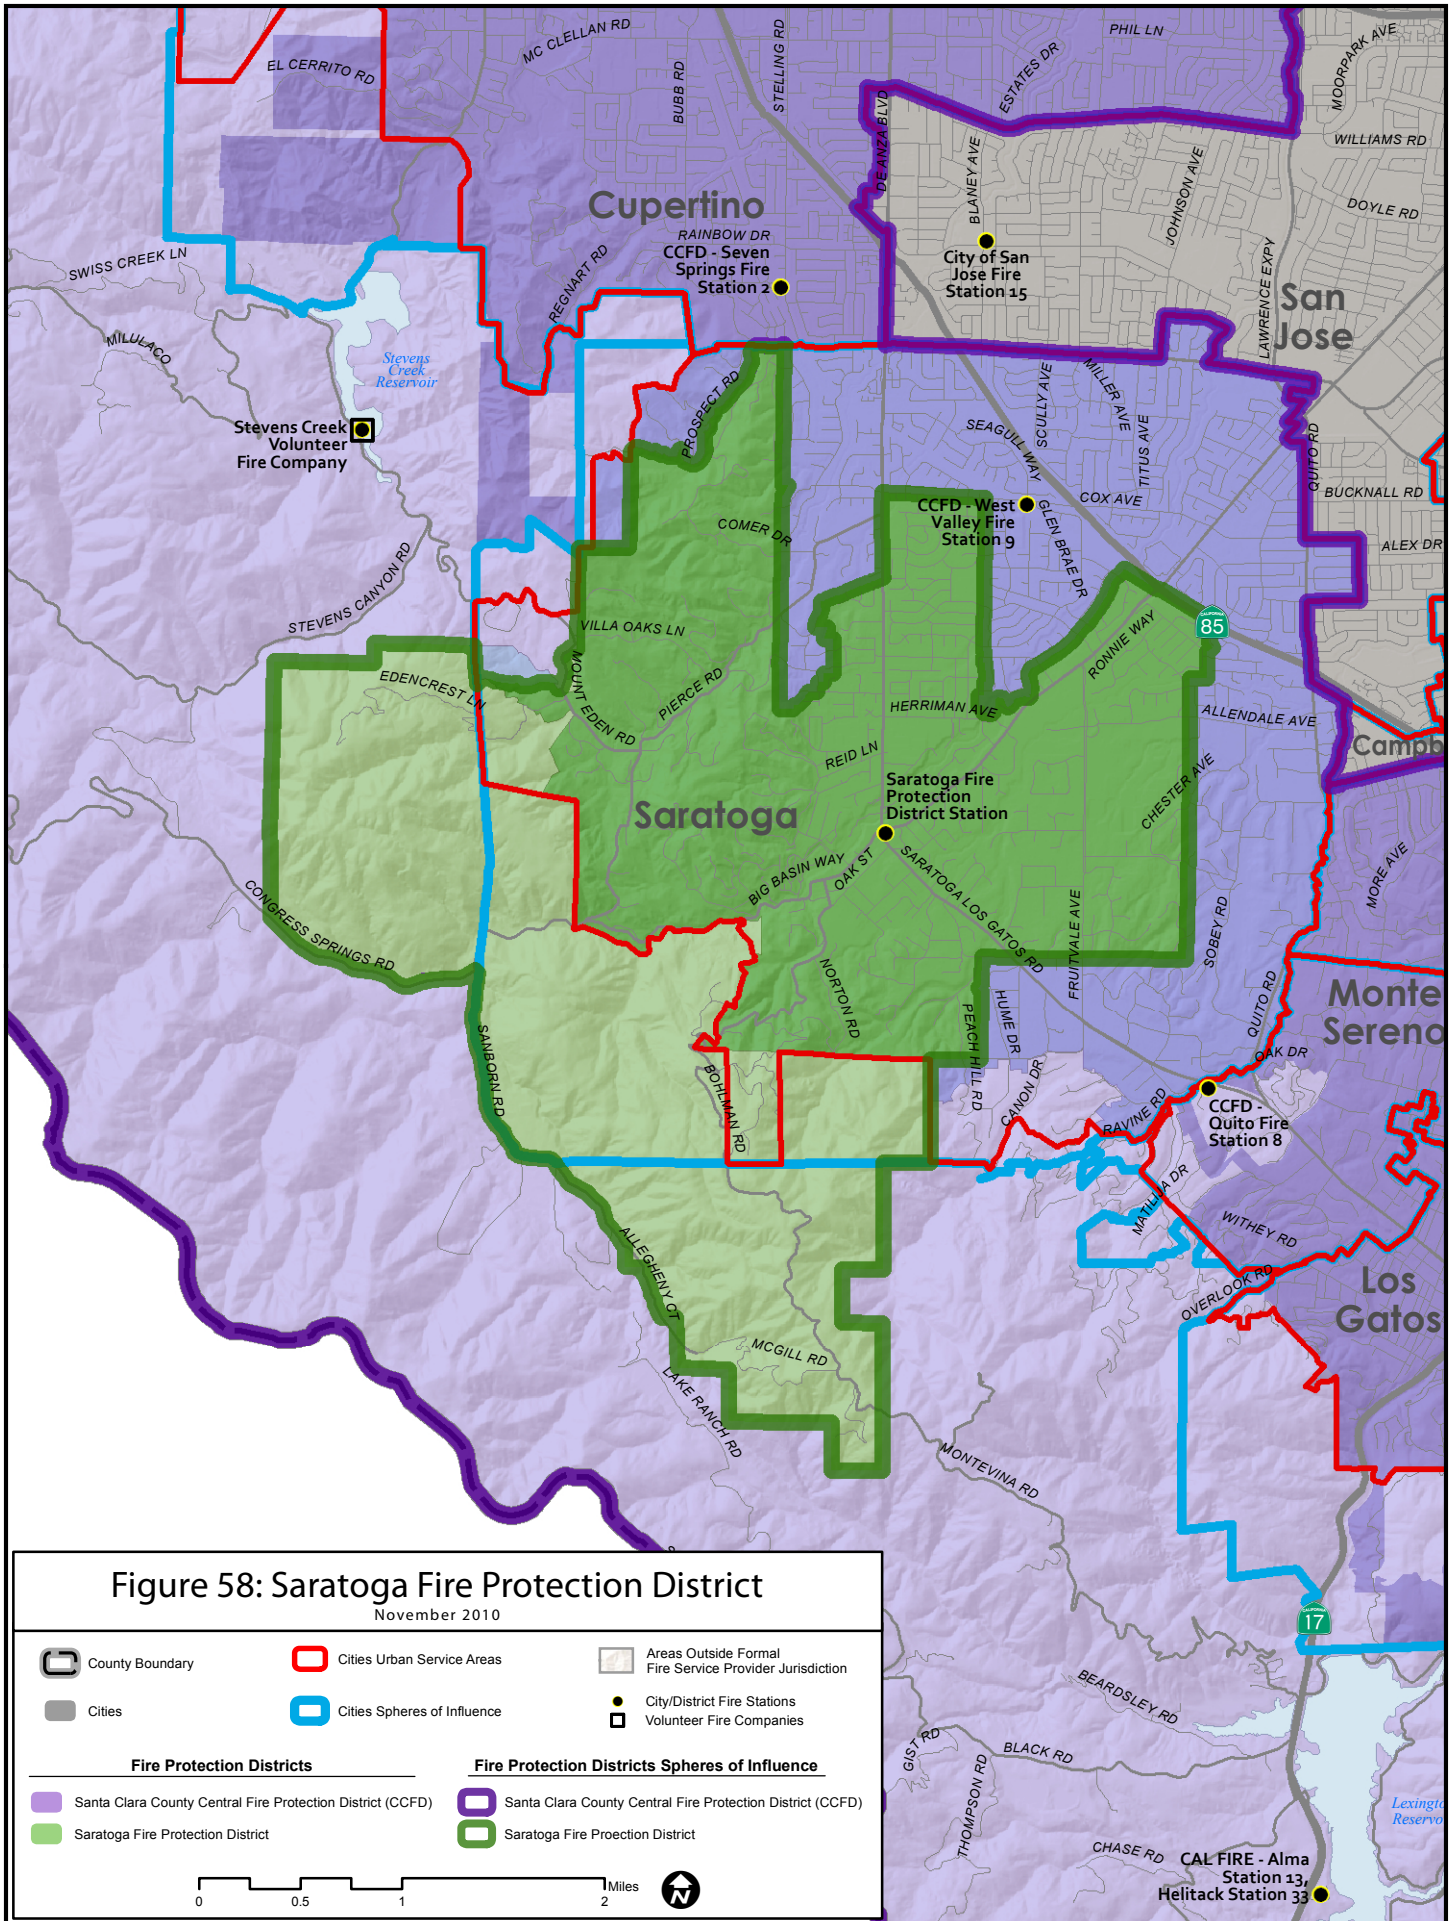 MC CLELLAN RD
PHIL LN
MOORPARK AVE
EL CERRITO RD
BUBB RD
STELLING RD
ESTATES DR
DE ANZA BLVD
WILLIAMS RD
BLANEY AVE
JOHNSON AVE
DOYLE RD
Cupertino
RAINBOW DR
CCFD - Seven
Springs Fire
Station 2
City of San
Jose Fire
Station 15
LAWRENCE EXPY
San
Jose
SWISS CREEK LN
REGNART RD
MILULACO
Stevens
Creek
Reservoir
PROSPECT RD
SCULLY AVE
MILLER AVE
TITUS AVE
SEAGULL WAY
QUITO RD
Stevens Creek
Volunteer
Fire Company
BUCKNALL RD
COX AVE
CCFD - West
Valley Fire
Station 9
GLEN BRAE DR
COMER DR
ALEX DR
STEVENS CANYON RD
VILLA OAKS LN
CALIFORNIA
85
RONNIE WAY
EDENCREST LN
MOUNT EDEN RD
PIERCE RD
HERRIMAN AVE
ALLENDALE AVE
REID LN
Campb
Saratoga Fire
Protection
District Station
CHESTER AVE
Saratoga
BIG BASIN WAY
OAK ST
SARATOGA LOS GATOS RD
MORE AVE
CONGRESS SPRINGS RD
FRUITVALE AVE
SOBEY RD
NORTON RD
QUITO RD
Monte
Sereno
PEACH HILL RD
HUME DR
OAK DR
SANBORN RD
BOHLMAN RD
CANON DR
RAVINE RD
CCFD -
Quito Fire
Station 8
MATILIJA DR
WITHEY RD
ALLEGHENY CT
OVERLOOK RD
Los
Gatos
MCGILL RD
LAKE RANCH RD
MONTEVINA RD
CALIFORNIA
17
BEARDSLEY RD
GIST RD
BLACK RD
THOMPSON RD
CHASE RD
Lexingto
Reservo
CAL FIRE - Alma
Station 13,
Helitack Station 33
Figure 58: Saratoga Fire Protection District
November 2010
County Boundary
Cities Urban Service Areas
Areas Outside Formal
Fire Service Provider Jurisdiction
Cities
Cities Spheres of Influence
City/District Fire Stations
Volunteer Fire Companies
Fire Protection Districts
Fire Protection Districts Spheres of Influence
Santa Clara County Central Fire Protection District (CCFD)
Santa Clara County Central Fire Protection District (CCFD)
Saratoga Fire Protection District
Saratoga Fire Proection District
0 0.5 1 2 Miles
N